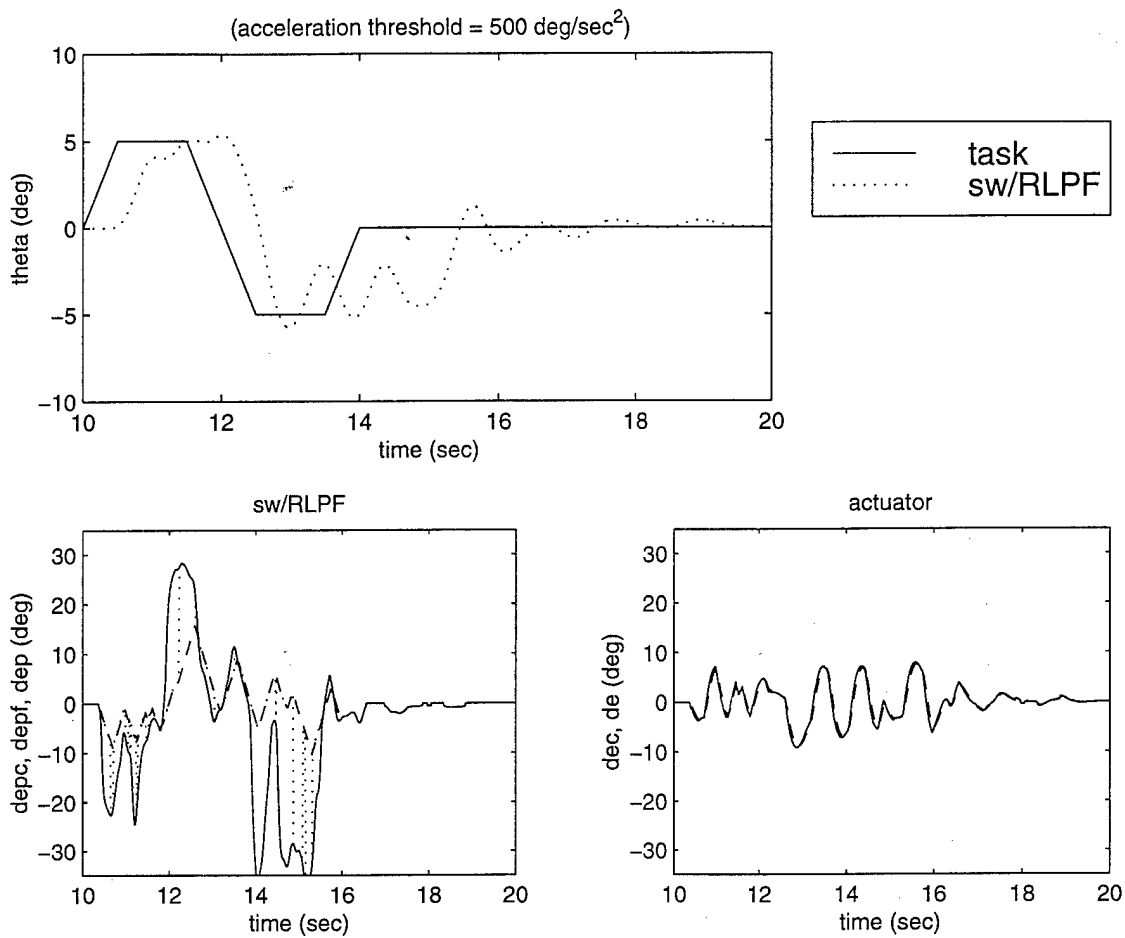 (acceleration threshold = 500 deg/sec²)
10
5
0
−5
−10
theta (deg)
10 12 14 16 18 20
time (sec)
task
sw/RLPF
sw/RLPF
30
20
10
0
−10
−20
−30
depc, depf, dep (deg)
10 12 14 16 18 20
time (sec)
actuator
30
20
10
0
−10
−20
−30
dec, de (deg)
10 12 14 16 18 20
time (sec)